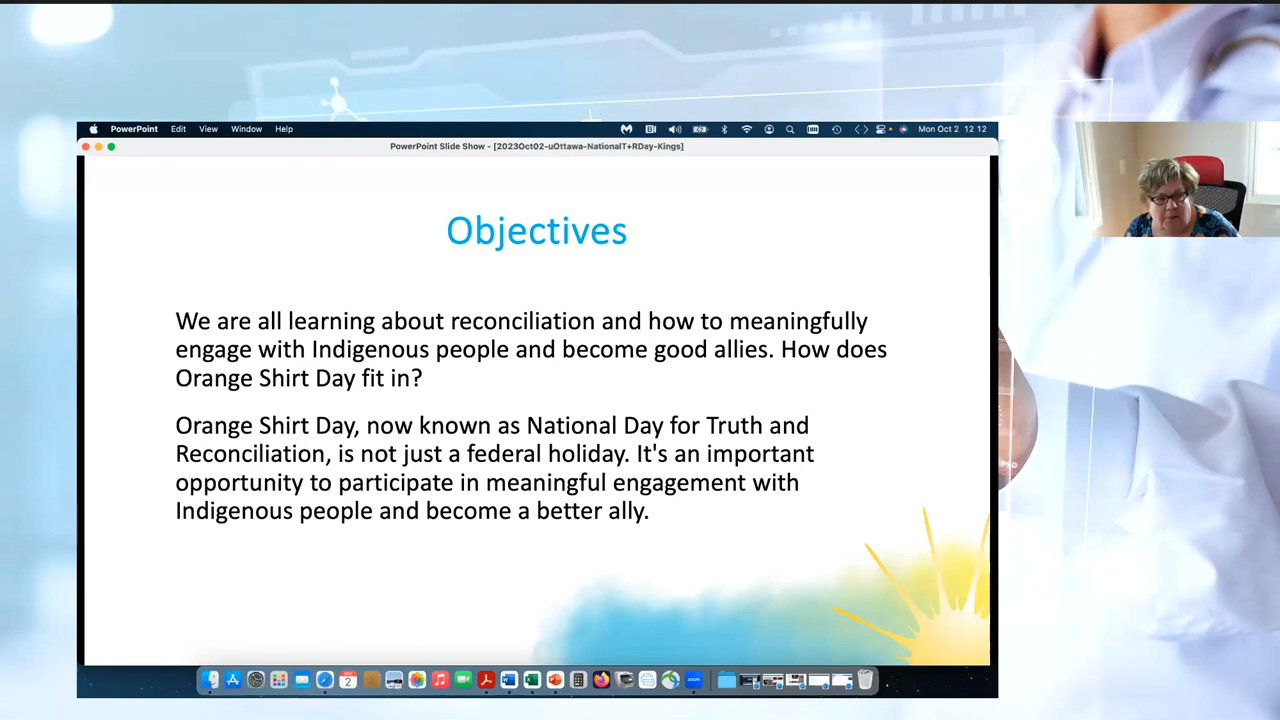 PowerPoint Edit View Window Help Mon Oct 2 12 12
PowerPoint Slide Show - [2023Oct02-uOttawa-NationalT+RDay-Kings]
Objectives
We are all learning about reconciliation and how to meaningfully
engage with Indigenous people and become good allies. How does
Orange Shirt Day fit in?
Orange Shirt Day, now known as National Day for Truth and
Reconciliation, is not just a federal holiday. It's an important
opportunity to participate in meaningful engagement with
Indigenous people and become a better ally.
2
zoom